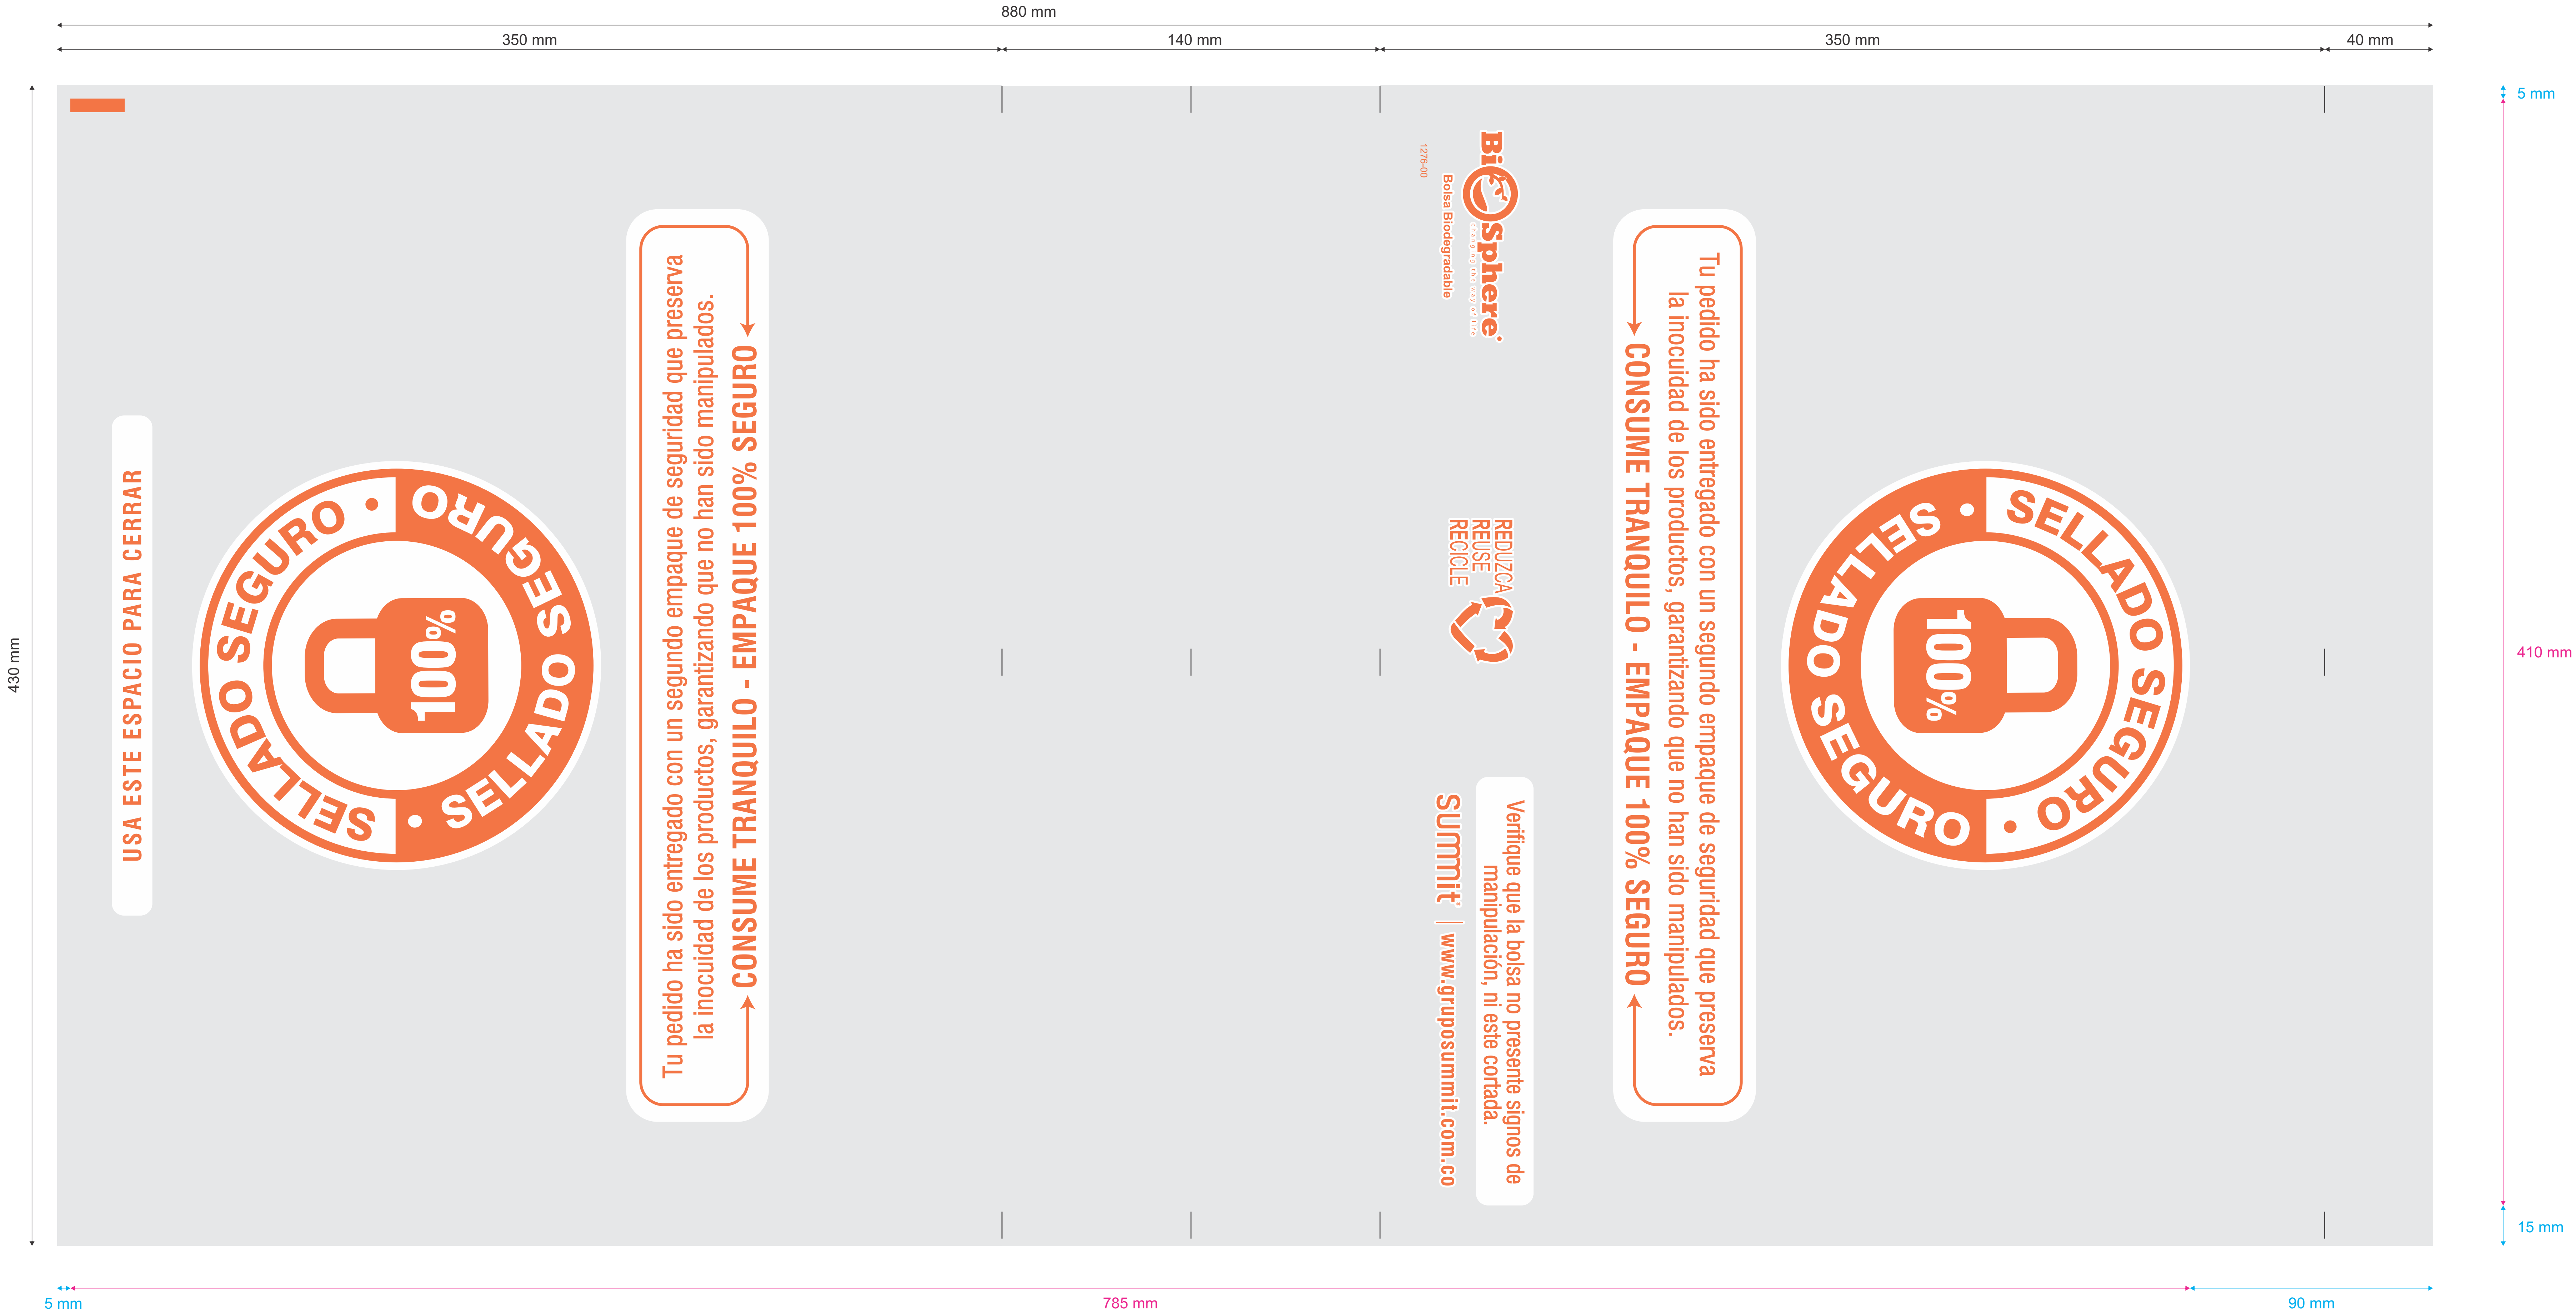 880 mm
350 mm
140 mm
350 mm
40 mm
430 mm
5 mm
410 mm
15 mm
5 mm
785 mm
90 mm
USA ESTE ESPACIO PARA CERRAR
SELLADO SEGURO • SELLADO SEGURO •
100%
Tu pedido ha sido entregado con un segundo empaque de seguridad que preserva
la inocuidad de los productos, garantizando que no han sido manipulados.
CONSUME TRANQUILO - EMPAQUE 100% SEGURO
BiOSphere
changing the way of life
Bolsa Biodegradable
1276-00
REDUZCA
REUSE
RECICLE
Verifique que la bolsa no presente signos de
manipulación, ni este cortada.
summit® | www.gruposummit.com.co
Tu pedido ha sido entregado con un segundo empaque de seguridad que preserva
la inocuidad de los productos, garantizando que no han sido manipulados.
CONSUME TRANQUILO - EMPAQUE 100% SEGURO
SELLADO SEGURO • SELLADO SEGURO •
100%